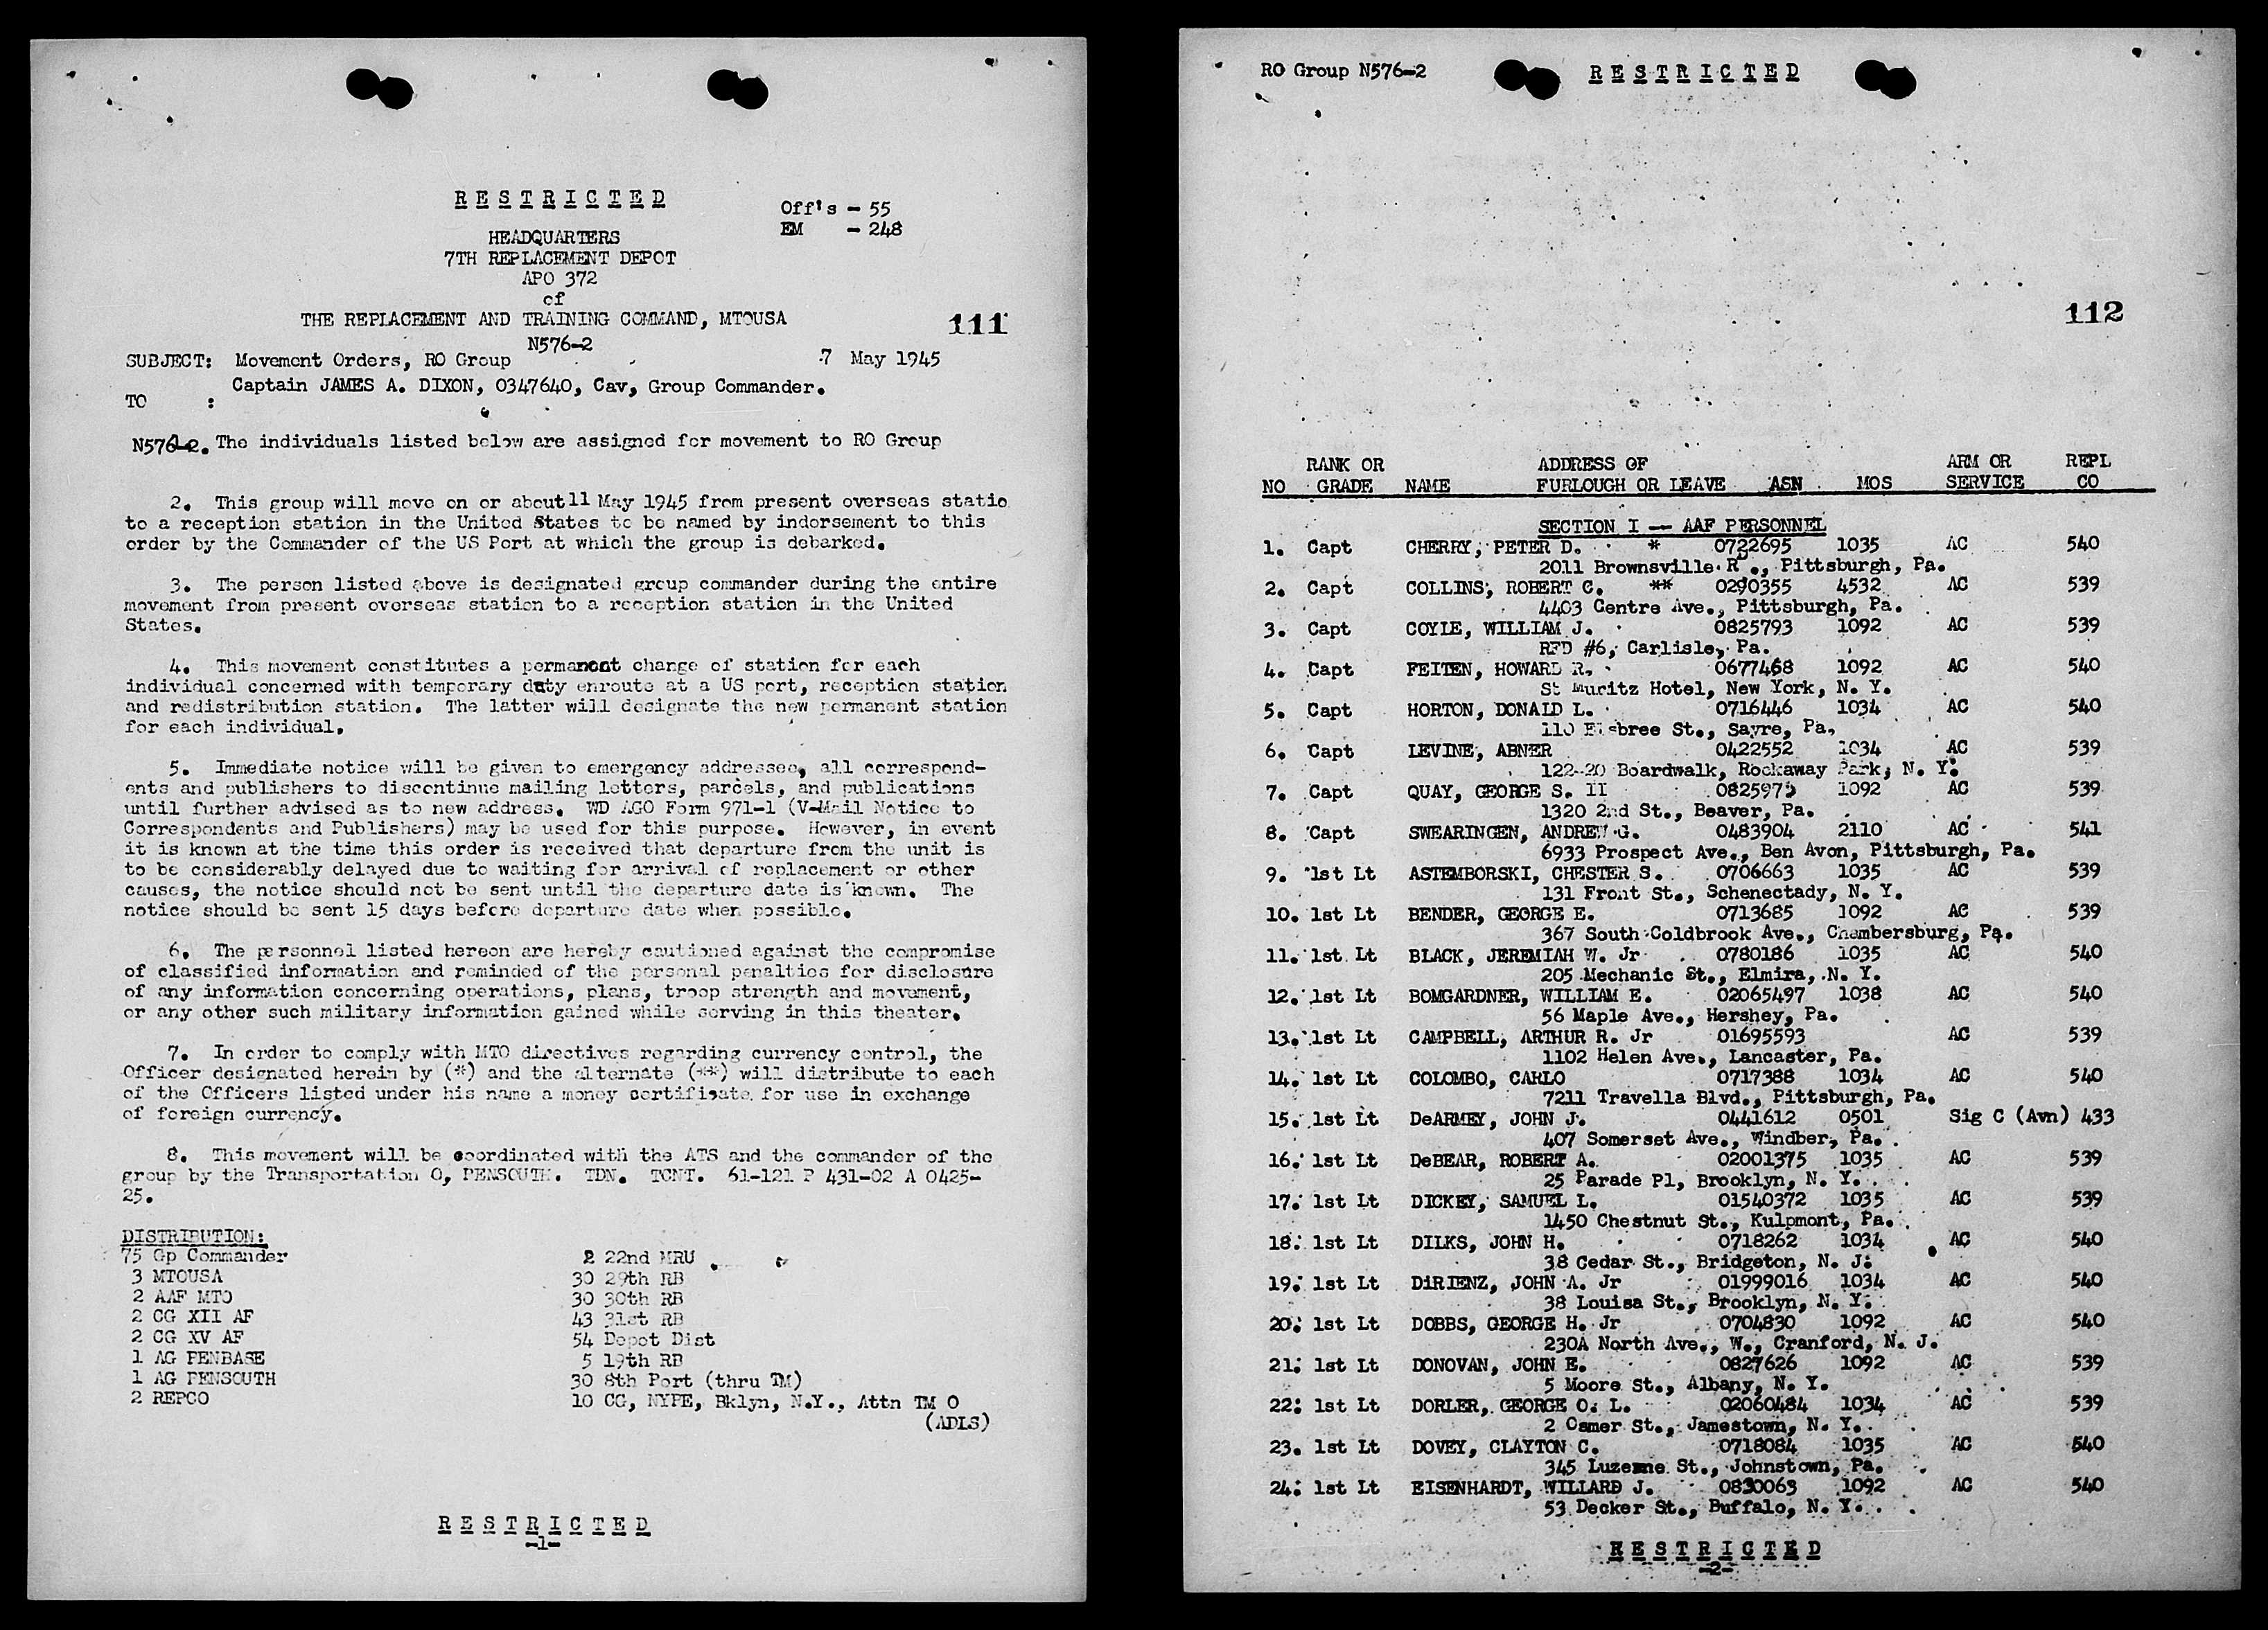 R E S T R I C T E D
Off's - 55
EM - 248
HEADQUARTERS
7TH REPLACEMENT DEPOT
APO 372
of
THE REPLACEMENT AND TRAINING COMMAND, MTOUSA
111
N576-2
SUBJECT: Movement Orders, RO Group 7 May 1945
Captain JAMES A. DIXON, 0347640, Cav, Group Commander.
TO :
N576-2. The individuals listed below are assigned for movement to RO Group
2. This group will move on or about 11 May 1945 from present overseas statio
to a reception station in the United States to be named by indorsement to this
order by the Commander of the US Port at which the group is debarked.
3. The person listed above is designated group commander during the entire
movement from present overseas station to a reception station in the United
States.
4. This movement constitutes a permanent change of station for each
individual concerned with temporary duty enroute at a US port, reception station
and redistribution station. The latter will designate the new permanent station
for each individual.
5. Immediate notice will be given to emergency addressee, all correspond-
ents and publishers to discontinue mailing letters, parcels, and publications
until further advised as to new address. WD AGO Form 971-1 (V-Mail Notice to
Correspondents and Publishers) may be used for this purpose. However, in event
it is known at the time this order is received that departure from the unit is
to be considerably delayed due to waiting for arrival of replacement or other
causes, the notice should not be sent until the departure date is known. The
notice should be sent 15 days before departure date when possible.
6. The personnel listed hereon are hereby cautioned against the compromise
of classified information and reminded of the personal penalties for disclosure
of any information concerning operations, plans, troop strength and movement,
or any other such military information gained while serving in this theater.
7. In order to comply with MTO directives regarding currency control, the
Officer designated herein by (*) and the alternate (**) will distribute to each
of the Officers listed under his name a money certificate for use in exchange
of foreign currency.
8. This movement will be coordinated with the ATS and the commander of the
group by the Transportation O, PENSOUTH. TDN. TCNT. 61-121 P 431-02 A 0425-
25.
DISTRIBUTION:
75 Gp Commander
3 MTOUSA
2 AAF MTO
2 CG XII AF
2 CG XV AF
1 AG PENBASE
1 AG PENSOUTH
2 REPCO
2 22nd MRU
30 29th RB
30 30th RB
43 31st RB
54 Depot Dist
5 19th RB
30 8th Port (thru TM)
10 CG, NYPE, Bklyn, N.Y., Attn TM O
(ADLS)
R E S T R I C T E D
-1-
RO Group N576-2 R E S T R I C T E D
112
RANK OR ADDRESS OF ARM OR REPL
NO GRADE NAME FURLOUGH OR LEAVE ASN MOS SERVICE CO
SECTION I -- AAF PERSONNEL
1. Capt CHERRY, PETER D. * 0722695 1035 AC 540
2011 Brownsville Rd., Pittsburgh, Pa.
2. Capt COLLINS, ROBERT C. ** 0290355 4532 AC 539
4403 Centre Ave., Pittsburgh, Pa.
3. Capt COYLE, WILLIAM J. 0825793 1092 AC 539
RFD #6, Carlisle, Pa.
4. Capt FEITEN, HOWARD R. 0677468 1092 AC 540
St Muritz Hotel, New York, N. Y.
5. Capt HORTON, DONALD L. 0716446 1034 AC 540
110 Elsbree St., Sayre, Pa.
6. Capt LEVINE, ABNER 0422552 1034 AC 539
122-20 Boardwalk, Rockaway Park, N. Y.
7. Capt QUAY, GEORGE S. II 0825975 1092 AC 539
1320 2nd St., Beaver, Pa.
8. Capt SWEARINGEN, ANDREW G. 0483904 2110 AC 541
6933 Prospect Ave., Ben Avon, Pittsburgh, Pa.
9. 1st Lt ASTEMBORSKI, CHESTER S. 0706663 1035 AC 539
131 Front St., Schenectady, N. Y.
10. 1st Lt BENDER, GEORGE E. 0713685 1092 AC 539
367 South Coldbrook Ave., Chambersburg, Pa.
11. 1st Lt BLACK, JEREMIAH W. Jr 0780186 1035 AC 540
205 Mechanic St., Elmira, N. Y.
12. 1st Lt BOMGARDNER, WILLIAM E. 02065497 1038 AC 540
56 Maple Ave., Hershey, Pa.
13. 1st Lt CAMPBELL, ARTHUR R. Jr 01695593 AC 539
1102 Helen Ave., Lancaster, Pa.
14. 1st Lt COLOMBO, CARLO 0717388 1034 AC 540
7211 Travella Blvd., Pittsburgh, Pa.
15. 1st Lt DeARMEY, JOHN J. 0441612 0501 Sig C (Avn) 433
407 Somerset Ave., Windber, Pa.
16. 1st Lt DeBEAR, ROBERT A. 02001375 1035 AC 539
25 Parade Pl, Brooklyn, N. Y.
17. 1st Lt DICKEY, SAMUEL L. 01540372 1035 AC 539
1450 Chestnut St., Kulpmont, Pa.
18. 1st Lt DILKS, JOHN H. 0718262 1034 AC 540
38 Cedar St., Bridgeton, N. J.
19. 1st Lt DiRIENZ, JOHN A. Jr 01999016 1034 AC 540
38 Louisa St., Brooklyn, N. Y.
20. 1st Lt DOBBS, GEORGE H. Jr 0704830 1092 AC 540
230A North Ave., W., Cranford, N. J.
21. 1st Lt DONOVAN, JOHN E. 0827626 1092 AC 539
5 Moore St., Albany, N. Y.
22. 1st Lt DORLER, GEORGE O. L. 02060484 1034 AC 539
2 Osmer St., Jamestown, N. Y.
23. 1st Lt DOVEY, CLAYTON C. 0718084 1035 AC 540
345 Luzerne St., Johnstown, Pa.
24. 1st Lt EISENHARDT, WILLARD J. 0830063 1092 AC 540
53 Decker St., Buffalo, N. Y.
R E S T R I C T E D
-2-